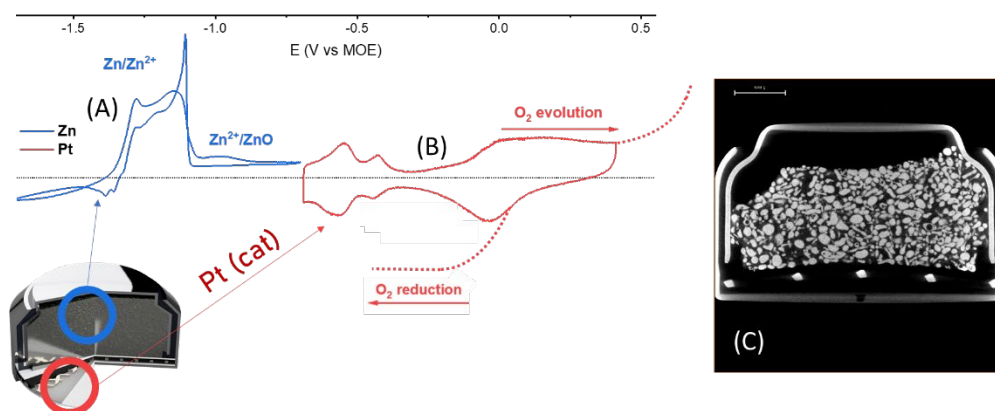 -1.5 -1.0 -0.5 0.0 0.5
E (V vs MOE)
Zn/Zn²⁺
(A)
Zn
Pt
Zn²⁺/ZnO
(B)
O₂ evolution
Pt (cat)
O₂ reduction
(C)